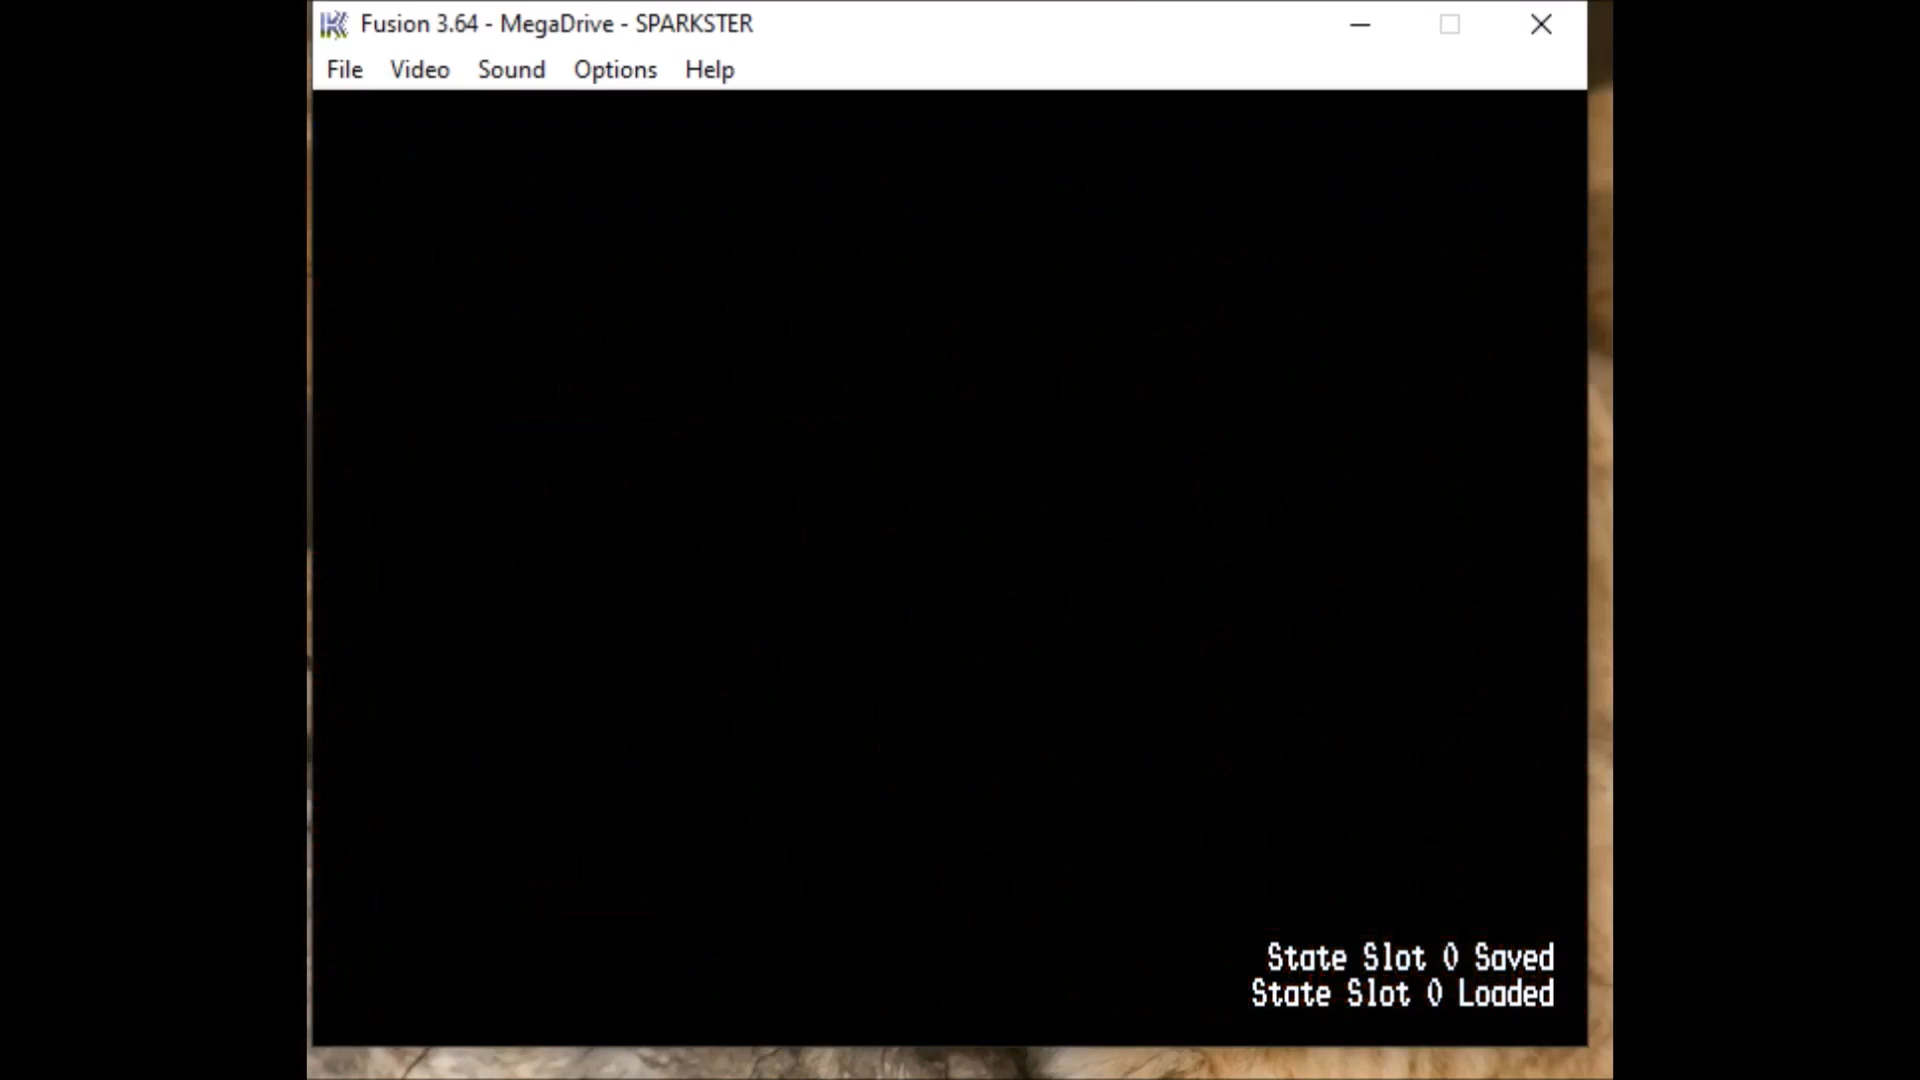 Fusion 3.64 - MegaDrive - SPARKSTER
File Video Sound Options Help
State Slot 0 Saved
State Slot 0 Loaded